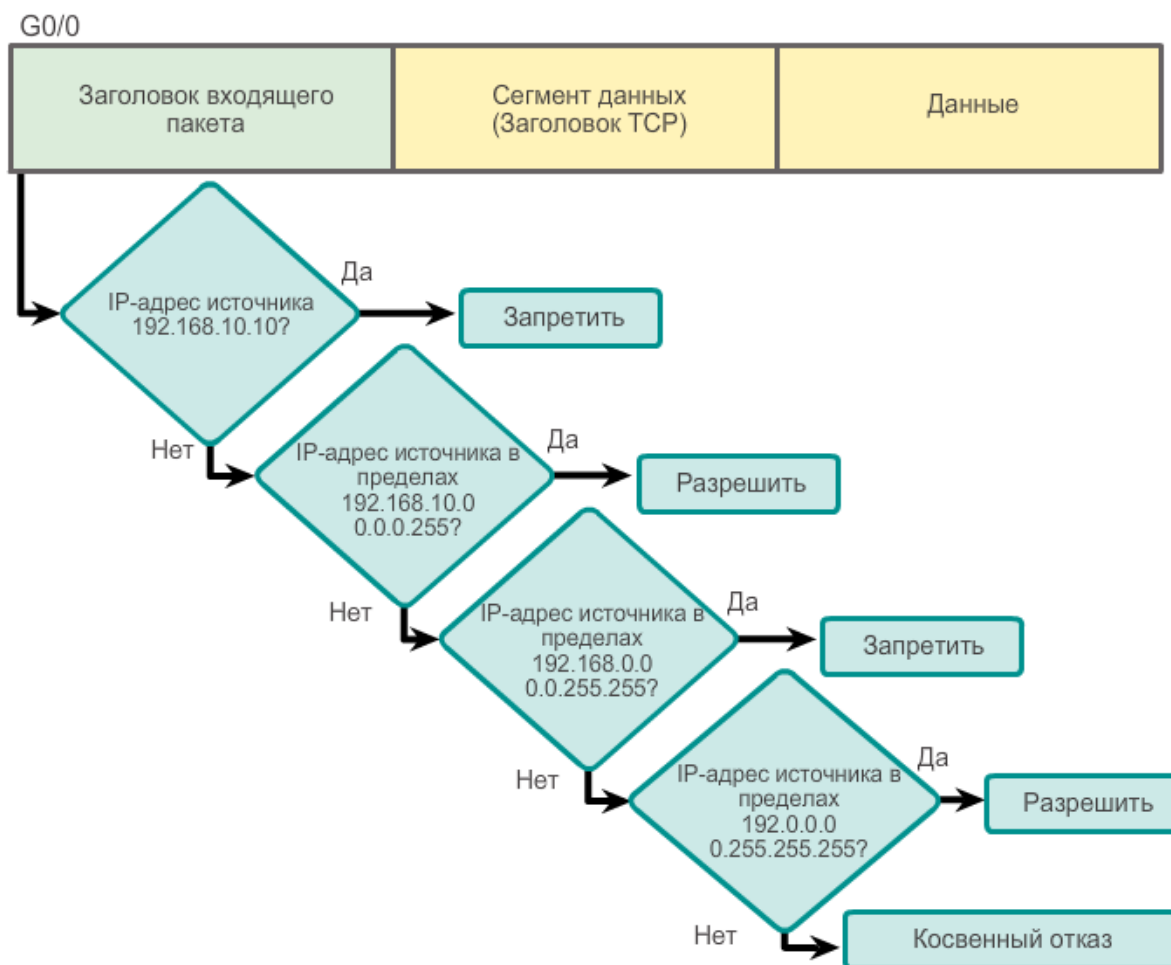 G0/0
Заголовок входящего
пакета
Сегмент данных
(Заголовок TCP)
Данные
IP-адрес источника
192.168.10.10?
Да
Запретить
Нет
IP-адрес источника в
пределах
192.168.10.0
0.0.0.255?
Да
Разрешить
Нет
IP-адрес источника в
пределах
192.168.0.0
0.0.255.255?
Да
Запретить
Нет
IP-адрес источника в
пределах
192.0.0.0
0.255.255.255?
Да
Разрешить
Нет
Косвенный отказ